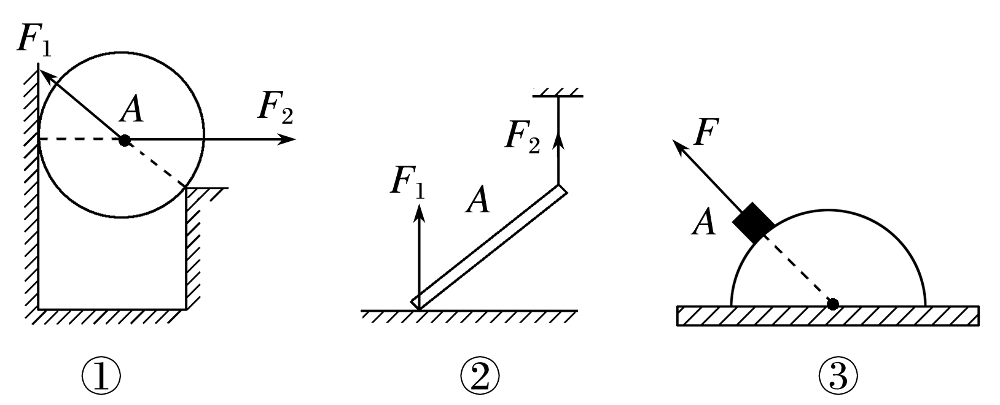 F₁
A
F₂
F₂
F₁
A
F
A
① ② ③